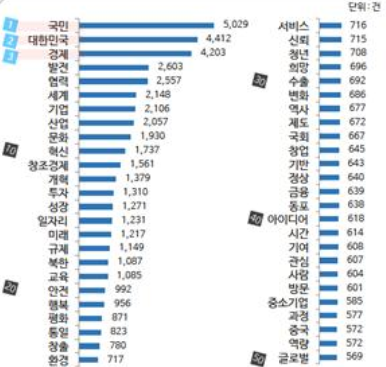 단위 : 건
1 국민 5,029
2 대한민국 4,412
3 경제 4,203
발전 2,603
협력 2,557
세계 2,148
기업 2,106
산업 2,057
문화 1,930
10 혁신 1,737
창조경제 1,561
개혁 1,379
투자 1,310
성장 1,271
일자리 1,231
미래 1,217
규제 1,149
북한 1,087
교육 1,085
20 안전 992
행복 956
평화 871
통일 823
창출 780
환경 717
서비스 716
신뢰 715
청년 708
희망 696
30 수출 692
변화 686
역사 677
제도 672
국회 667
창업 645
기반 643
정상 640
금융 639
동포 638
40 아이디어 618
시간 614
기여 608
관심 607
사람 604
방문 601
중소기업 585
과정 577
중국 572
역량 572
50 글로벌 569